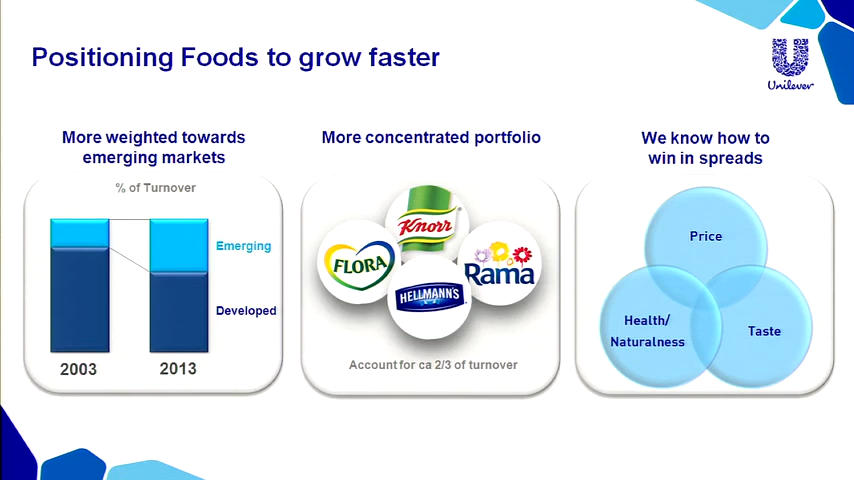 Positioning Foods to grow faster
Unilever
More weighted towards
emerging markets
% of Turnover
Emerging
Developed
2003
2013
More concentrated portfolio
Knorr
FLORA
Rama
HELLMANN'S
Account for ca 2/3 of turnover
We know how to
win in spreads
Price
Health/
Naturalness
Taste